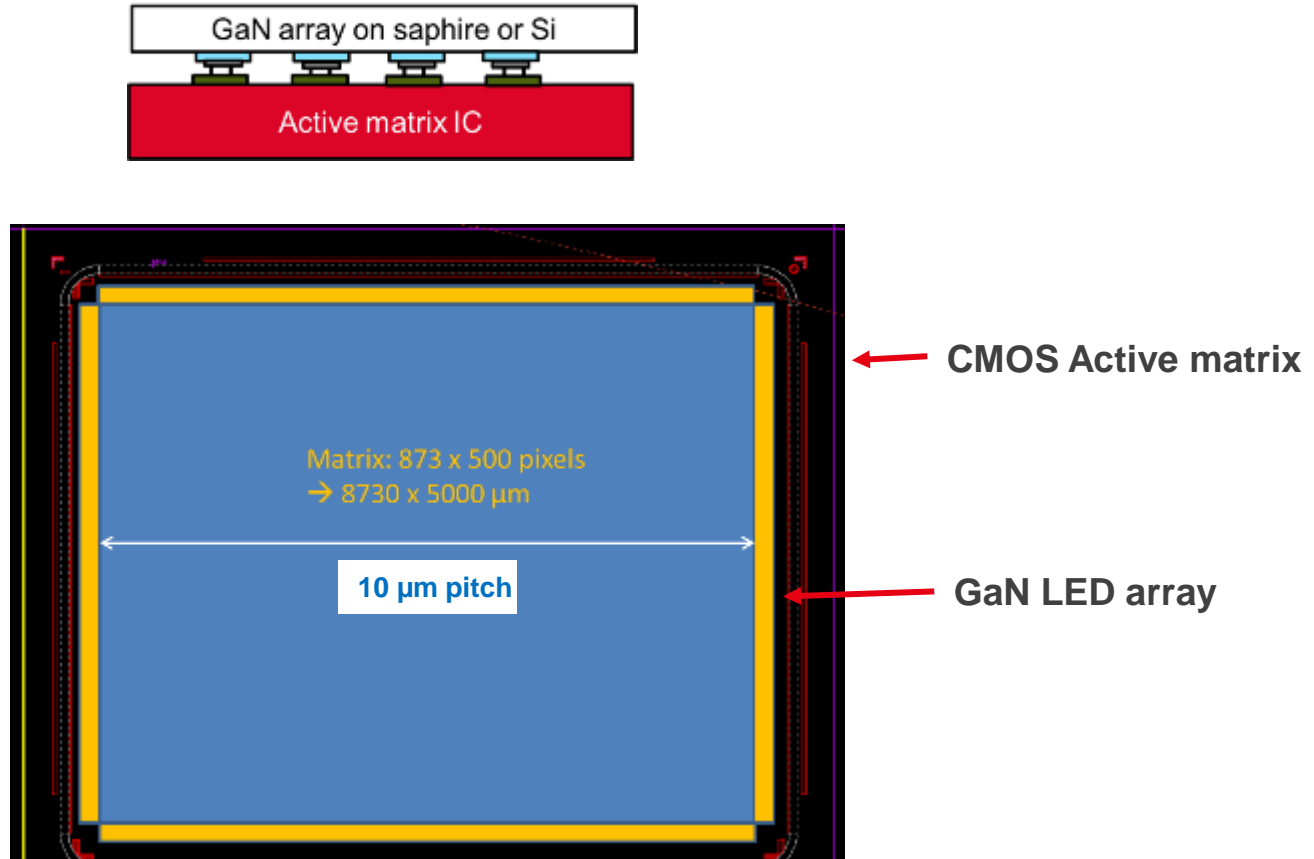 GaN array on saphire or Si
Active matrix IC
CMOS Active matrix
Matrix: 873 x 500 pixels
→ 8730 x 5000 µm
10 µm pitch
GaN LED array